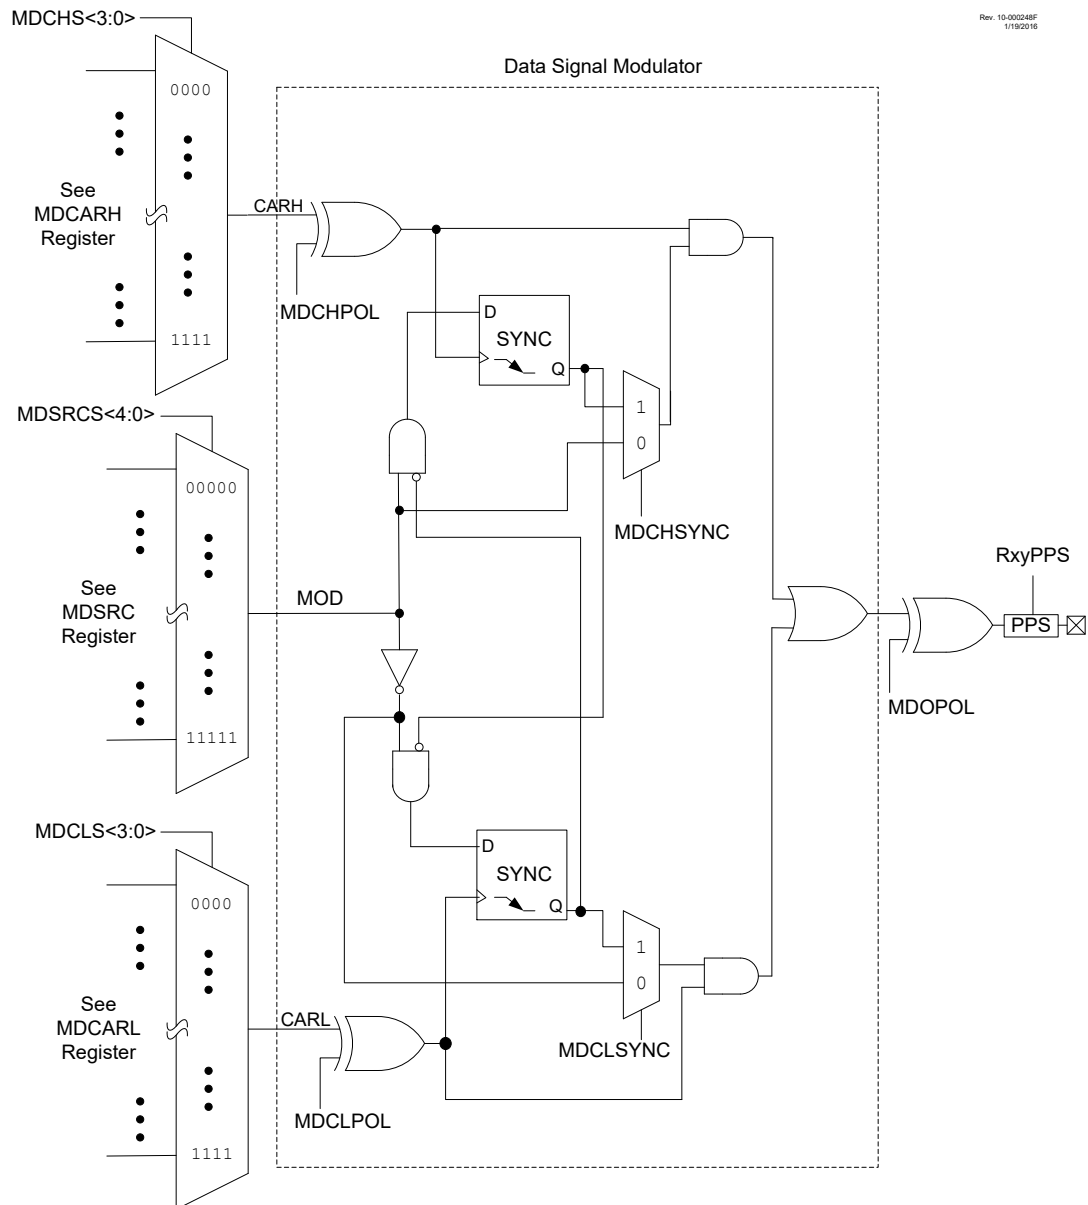 MDCHS<3:0>
Rev. 10-000248F
1/19/2016
Data Signal Modulator
0000
See
MDCARH
Register
1111
CARH
MDCHPOL
D
SYNC
Q
1
0
MDCHSYNC
MDSRCS<4:0>
00000
See
MDSRC
Register
11111
MOD
RxyPPS
PPS
MDOPOL
MDCLS<3:0>
0000
See
MDCARL
Register
1111
CARL
MDCLPOL
D
SYNC
Q
1
0
MDCLSYNC